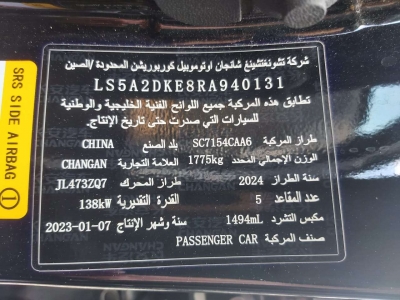 شركة تشونغتشينغ شانجان اوتوموبيل كوربوريشن المحدودة/الصين
LS5A2DKE8RA940131
تطابق هذه المركبة جميع اللوائح الفنية الخليجية والوطنية
للسيارات التي صدرت حتى تاريخ الإنتاج.
طراز المركبة SC7154CAA6 بلد الصنع CHINA
الوزن الإجمالي المحدد 1775kg العلامة التجارية CHANGAN
سنة الطراز 2024 طراز المحرك JL473ZQ7
عدد المقاعد 5 القدرة التقديرية 138kW
مكبس التشرد 1494mL سنة وشهر الإنتاج 2023-01-07
صنف المركبة PASSENGER CAR
SRS SIDE AIRBAG